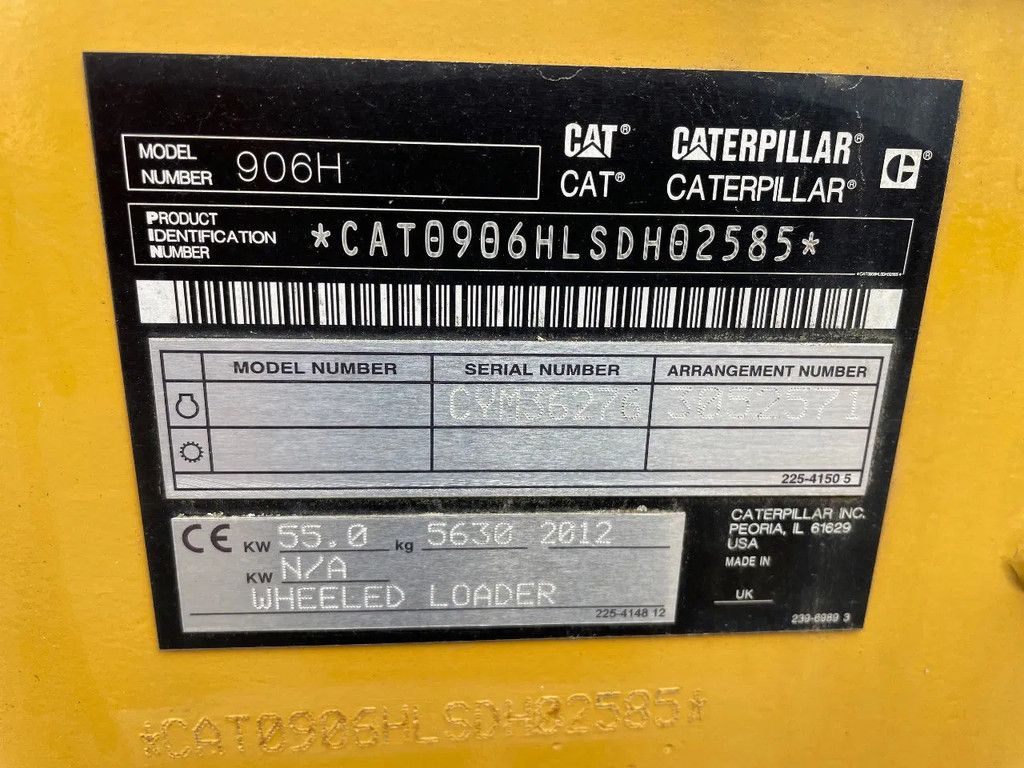 CAT® CATERPILLAR®
CAT® CATERPILLAR® ®
MODEL
NUMBER 906H
PRODUCT
IDENTIFICATION
NUMBER *CAT0906HLSDH02585*
*CAT0906HLSDH02585*
MODEL NUMBER SERIAL NUMBER ARRANGEMENT NUMBER
CYM36276 3052571
225-4150 5
CE KW 55.0 kg 5630 2012
KW N/A
WHEELED LOADER
225-4148 12
CATERPILLAR INC.
PEORIA, IL 61629
USA
MADE IN
UK
239-6989 3
*CAT0906HLSDH02585*